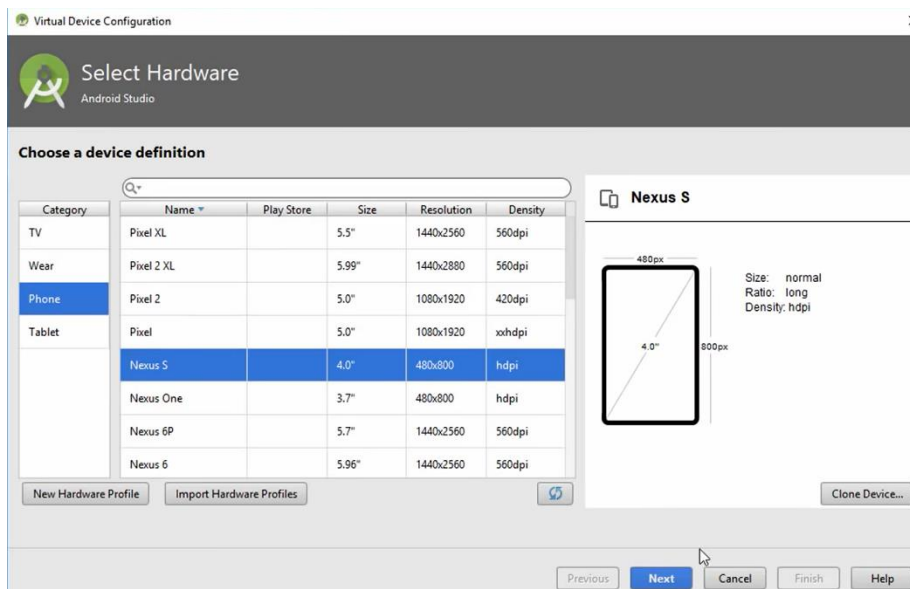 Virtual Device Configuration
Select Hardware
Android Studio
Choose a device definition
Category
TV
Wear
Phone
Tablet
Name Play Store Size Resolution Density
Pixel XL 5.5" 1440x2560 560dpi
Pixel 2 XL 5.99" 1440x2880 560dpi
Pixel 2 5.0" 1080x1920 420dpi
Pixel 5.0" 1080x1920 xxhdpi
Nexus S 4.0" 480x800 hdpi
Nexus One 3.7" 480x800 hdpi
Nexus 6P 5.7" 1440x2560 560dpi
Nexus 6 5.96" 1440x2560 560dpi
New Hardware Profile Import Hardware Profiles
Nexus S
480px
4.0"
800px
Size: normal
Ratio: long
Density: hdpi
Clone Device...
Previous Next Cancel Finish Help